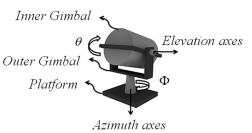 Inner Gimbal
θ
Elevation axes
Outer Gimbal
Platform
Φ
Azimuth axes